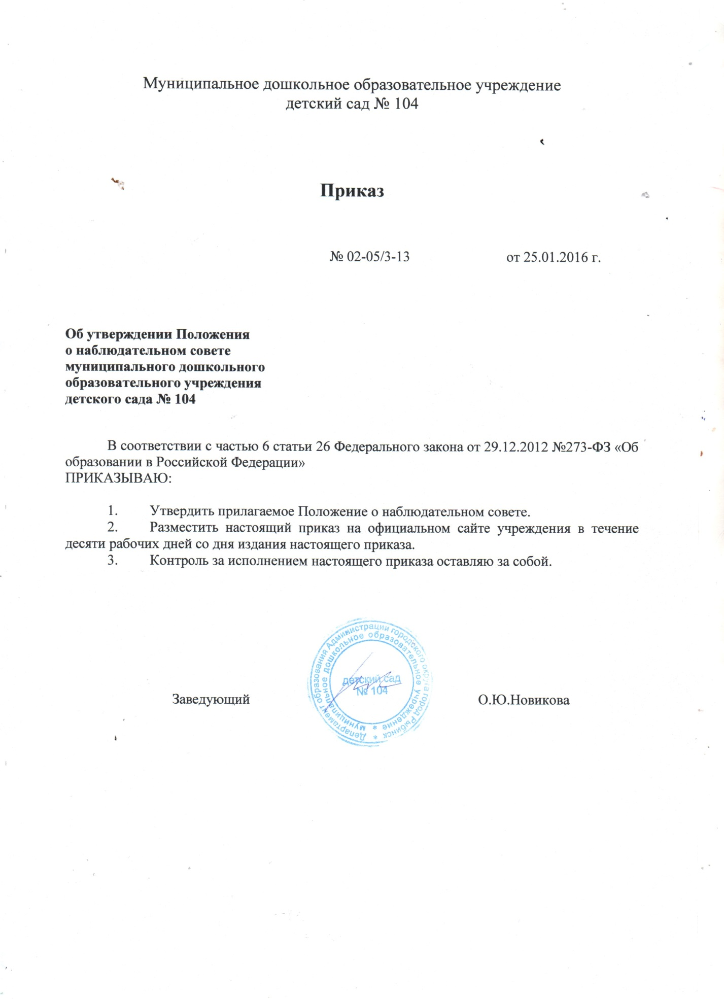 Муниципальное дошкольное образовательное учреждение
детский сад № 104
Приказ
№ 02-05/3-13 от 25.01.2016 г.
Об утверждении Положения
о наблюдательном совете
муниципального дошкольного
образовательного учреждения
детского сада № 104
В соответствии с частью 6 статьи 26 Федерального закона от 29.12.2012 №273-ФЗ «Об
образовании в Российской Федерации»
ПРИКАЗЫВАЮ:
1. Утвердить прилагаемое Положение о наблюдательном совете.
2. Разместить настоящий приказ на официальном сайте учреждения в течение
десяти рабочих дней со дня издания настоящего приказа.
3. Контроль за исполнением настоящего приказа оставляю за собой.
Департамент образования Администрации городского округа город Рыбинск *
муниципальное дошкольное образовательное учреждение *
детский сад
№ 104
Заведующий О.Ю.Новикова